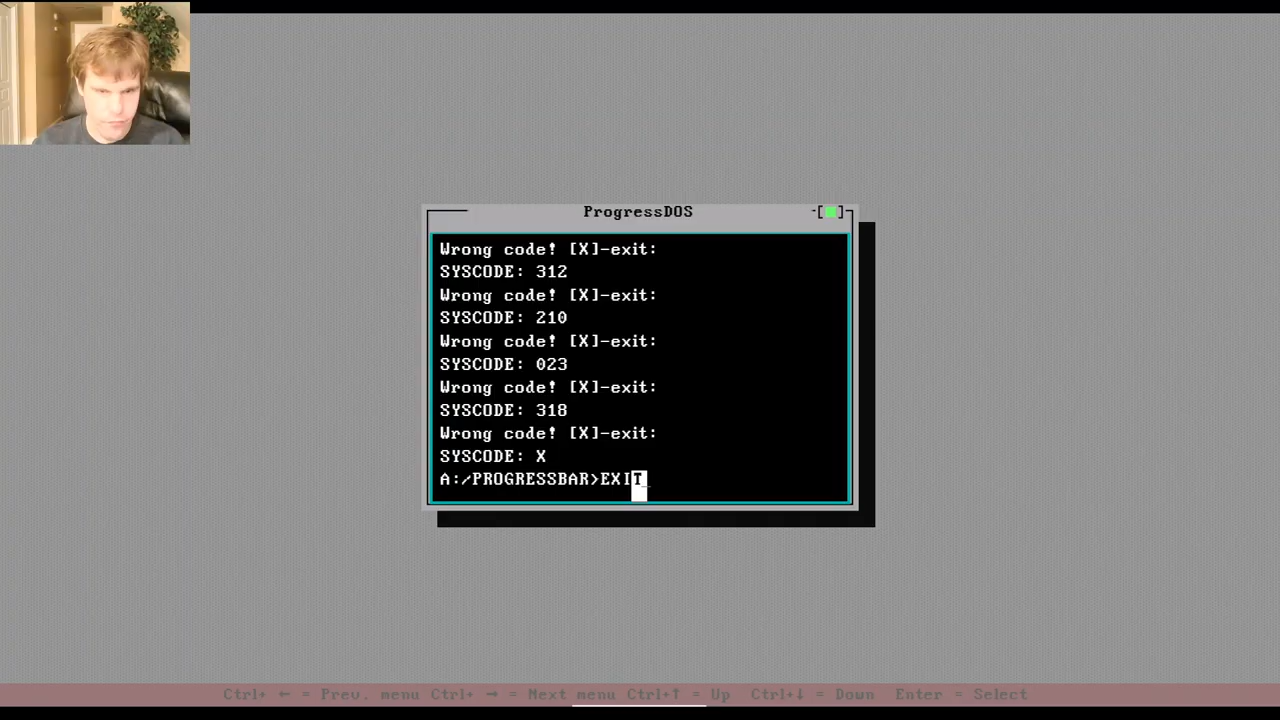 ProgressDOS
Wrong code! [X]-exit:
SYSCODE: 312
Wrong code! [X]-exit:
SYSCODE: 210
Wrong code! [X]-exit:
SYSCODE: 023
Wrong code! [X]-exit:
SYSCODE: 318
Wrong code! [X]-exit:
SYSCODE: X
A:/PROGRESSBAR>EXIT_
Ctrl+ ← = Prev. menu Ctrl+ → = Next menu Ctrl+↑ = Up Ctrl+↓ = Down Enter = Select